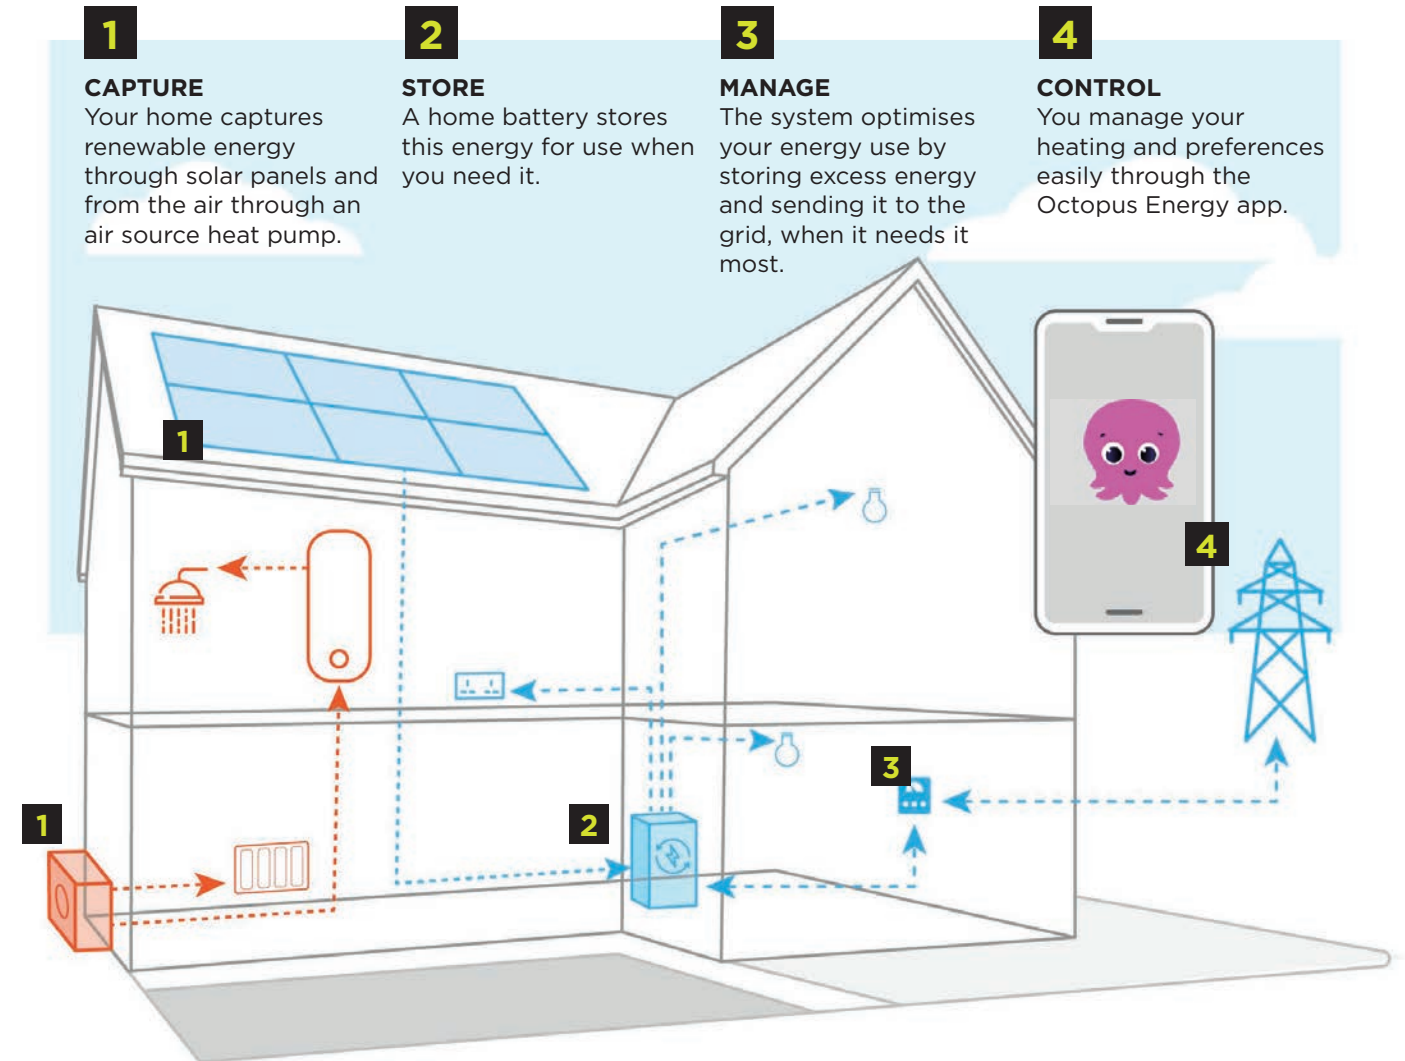 1
CAPTURE
Your home captures
renewable energy
through solar panels and
from the air through an
air source heat pump.
2
STORE
A home battery stores
this energy for use when
you need it.
3
MANAGE
The system optimises
your energy use by
storing excess energy
and sending it to the
grid, when it needs it
most.
4
CONTROL
You manage your
heating and preferences
easily through the
Octopus Energy app.
1
4
3
1
2